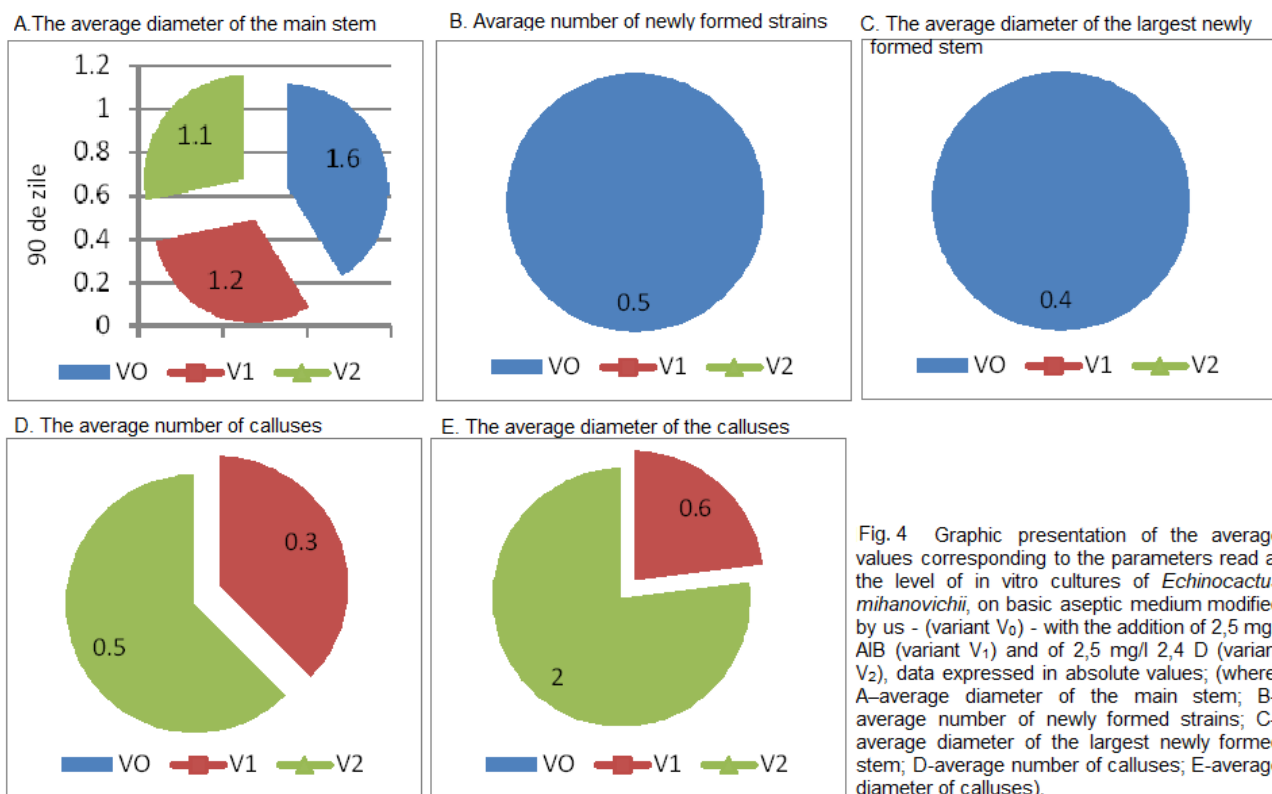 A.The average diameter of the main stem
B. Avarage number of newly formed strains
C. The average diameter of the largest newly
formed stem
90 de zile
1.2
1
0.8
0.6
0.4
0.2
0
1.1
1.6
1.2
VO V1 V2
0.5
VO V1 V2
0.4
VO V1 V2
D. The average number of calluses
E. The average diameter of the calluses
0.3
0.5
VO V1 V2
0.6
2
VO V1 V2
Fig. 4 Graphic presentation of the average
values corresponding to the parameters read a
the level of in vitro cultures of Echinocactu
mihanovichii, on basic aseptic medium modified
by us - (variant V₀) - with the addition of 2,5 mg
AIB (variant V₁) and of 2,5 mg/l 2,4 D (varian
V₂), data expressed in absolute values; (where
A–average diameter of the main stem; B-
average number of newly formed strains; C-
average diameter of the largest newly formed
stem; D-average number of calluses; E-average
diameter of calluses).